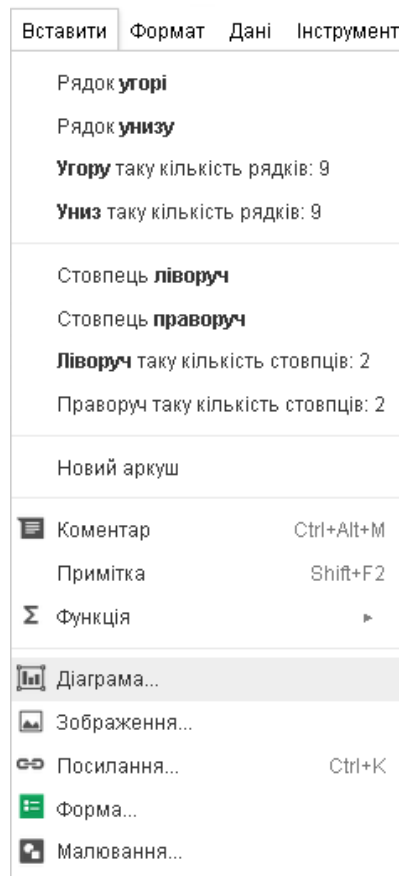 Вставити Формат Дані Інструмент
Рядок угорі
Рядок унизу
Угору таку кількість рядків: 9
Униз таку кількість рядків: 9
Стовпець ліворуч
Стовпець праворуч
Ліворуч таку кількість стовпців: 2
Праворуч таку кількість стовпців: 2
Новий аркуш
Коментар Ctrl+Alt+M
Примітка Shift+F2
Функція
Діаграма...
Зображення...
Посилання... Ctrl+K
Форма...
Малювання...